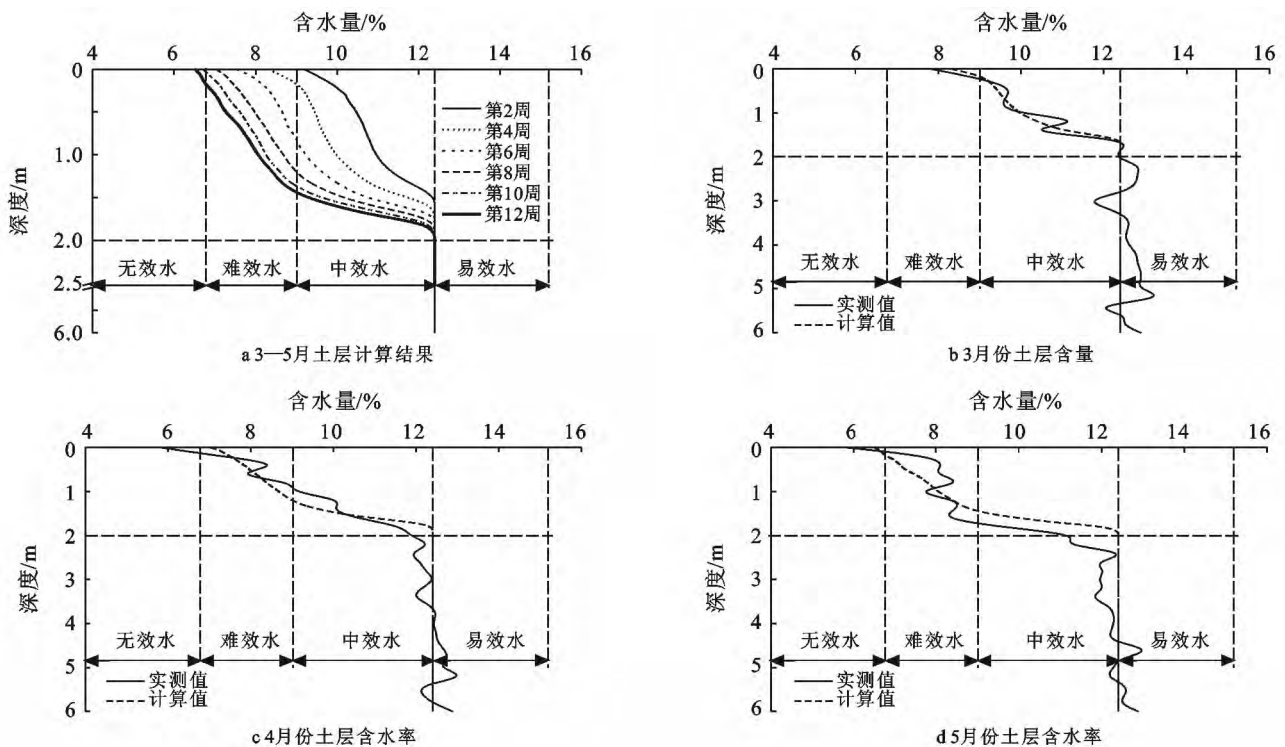 含水量/%
4 6 8 10 12 14 16
0
1.0
2.0
2.5
6.0
深度/m
第2周
第4周
第6周
第8周
第10周
第12周
无效水 难效水 中效水 易效水
a 3—5月土层计算结果
含水量/%
4 6 8 10 12 14 16
0
1
2
3
4
5
6
深度/m
无效水 难效水 中效水 易效水
实测值
计算值
b 3月份土层含量
含水量/%
4 6 8 10 12 14 16
0
1
2
3
4
5
6
深度/m
无效水 难效水 中效水 易效水
实测值
计算值
c 4月份土层含水率
含水量/%
4 6 8 10 12 14 16
0
1
2
3
4
5
6
深度/m
无效水 难效水 中效水 易效水
实测值
计算值
d 5月份土层含水率